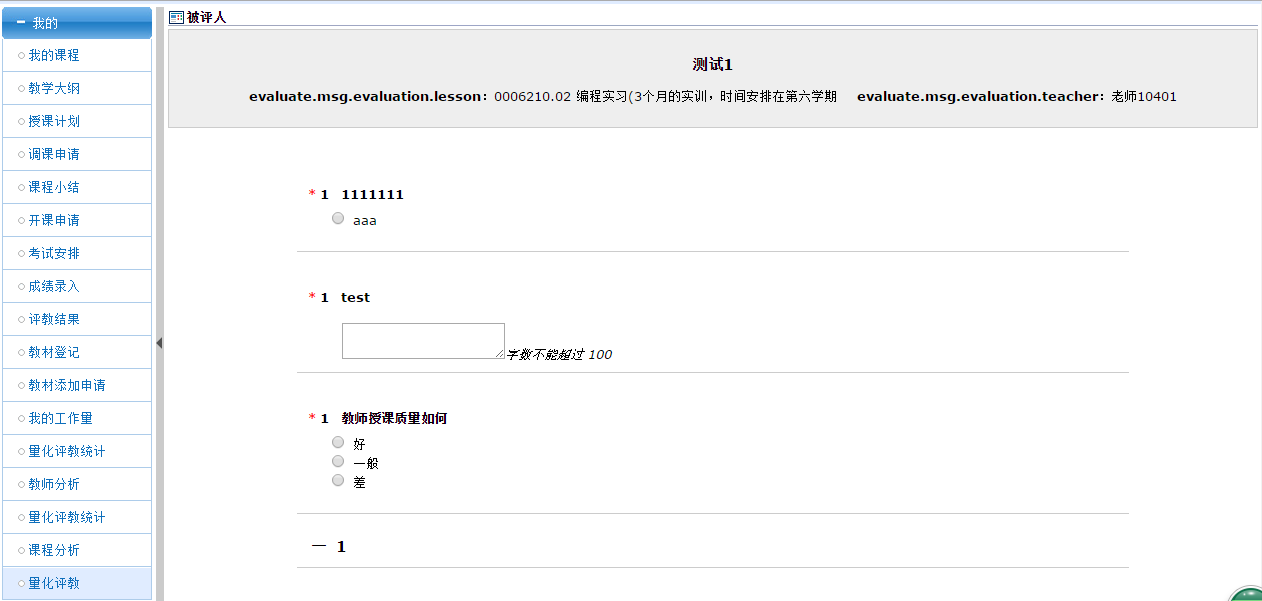 我的
我的课程
教学大纲
授课计划
调课申请
课程小结
开课申请
考试安排
成绩录入
评教结果
教材登记
教材添加申请
我的工作量
量化评教统计
教师分析
量化评教统计
课程分析
量化评教
被评人
测试1
evaluate.msg.evaluation.lesson：0006210.02 编程实习(3个月的实训，时间安排在第六学期 evaluate.msg.evaluation.teacher：老师10401
* 1 1111111
aaa
* 1 test
字数不能超过 100
* 1 教师授课质量如何
好
一般
差
一 1